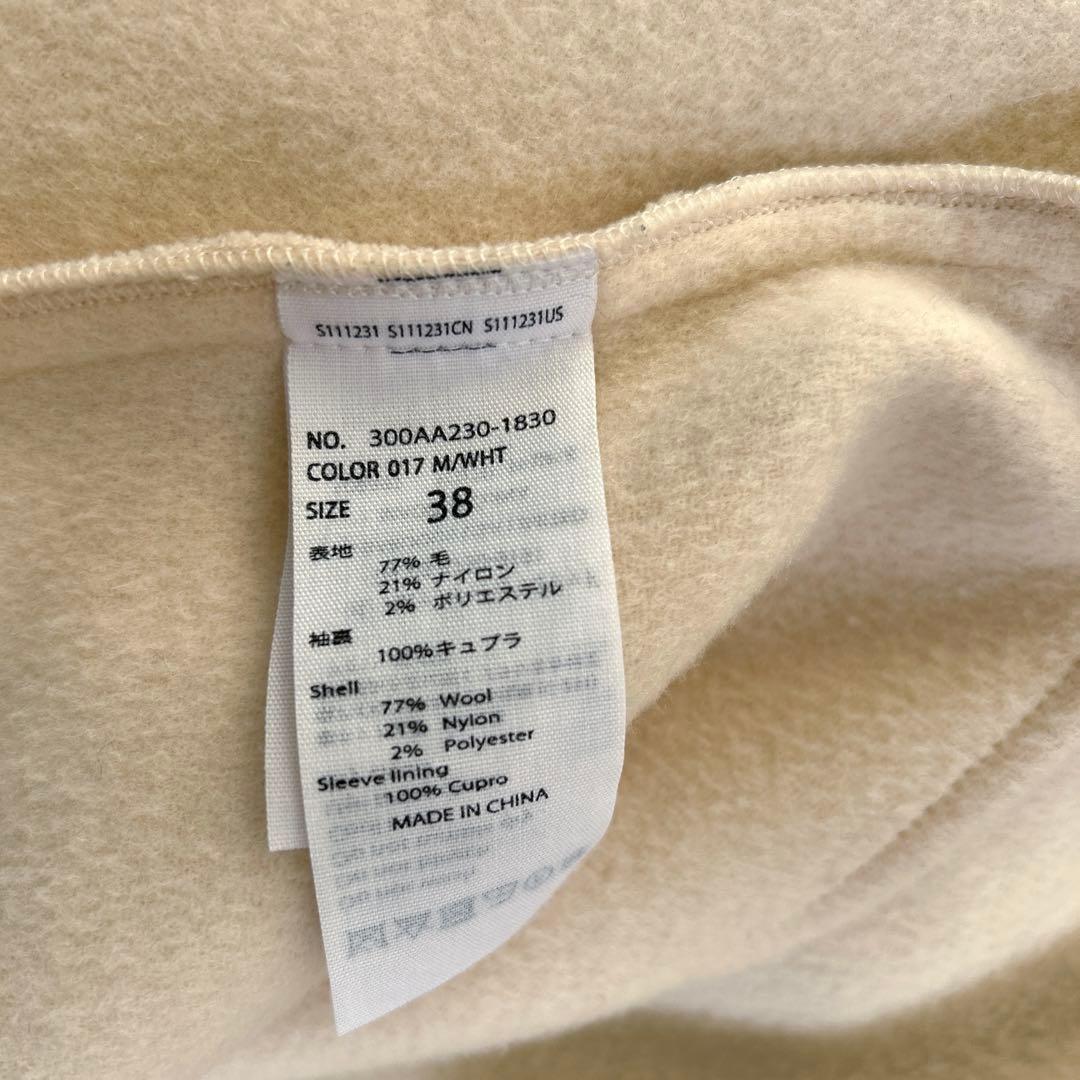 S111231 S111231CN S111231US
NO. 300AA230-1830
COLOR 017 M/WHT
SIZE 38
表地
77% 毛
21% ナイロン
2% ポリエステル
袖裏
100%キュプラ
Shell
77% Wool
21% Nylon
2% Polyester
Sleeve lining
100% Cupro
MADE IN CHINA